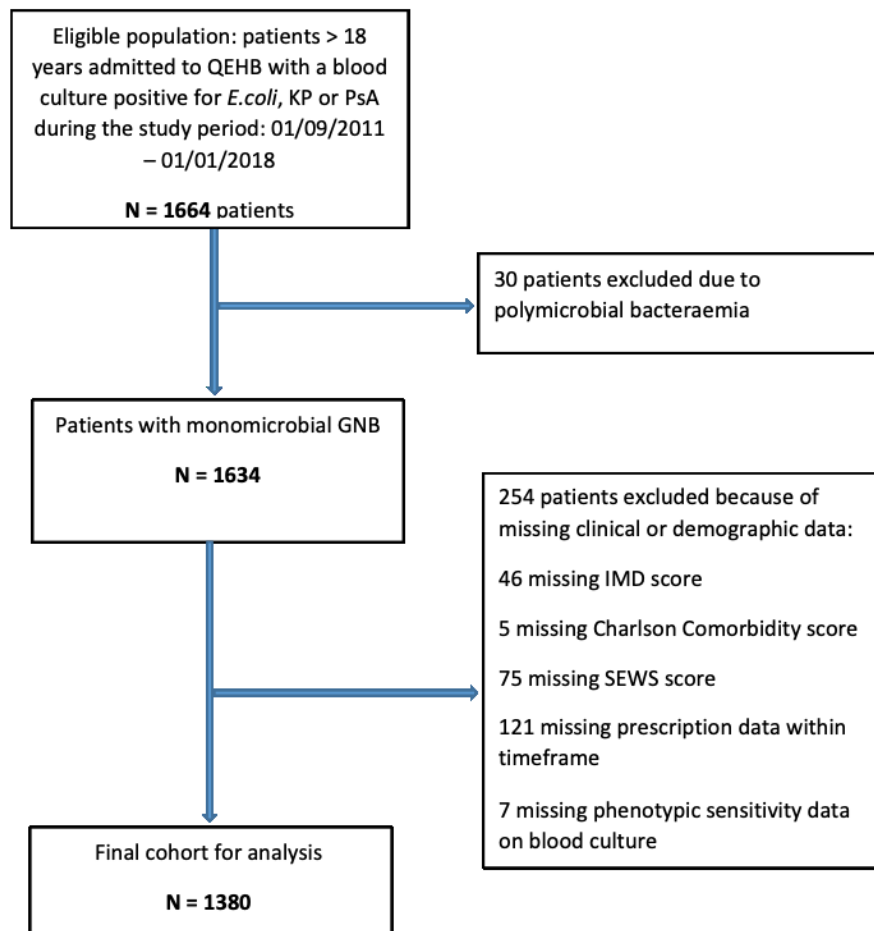 Eligible population: patients > 18
years admitted to QEHB with a blood
culture positive for E.coli, KP or PsA
during the study period: 01/09/2011
– 01/01/2018
N = 1664 patients
30 patients excluded due to
polymicrobial bacteraemia
Patients with monomicrobial GNB
N = 1634
254 patients excluded because of
missing clinical or demographic data:
46 missing IMD score
5 missing Charlson Comorbidity score
75 missing SEWS score
121 missing prescription data within
timeframe
7 missing phenotypic sensitivity data
on blood culture
Final cohort for analysis
N = 1380